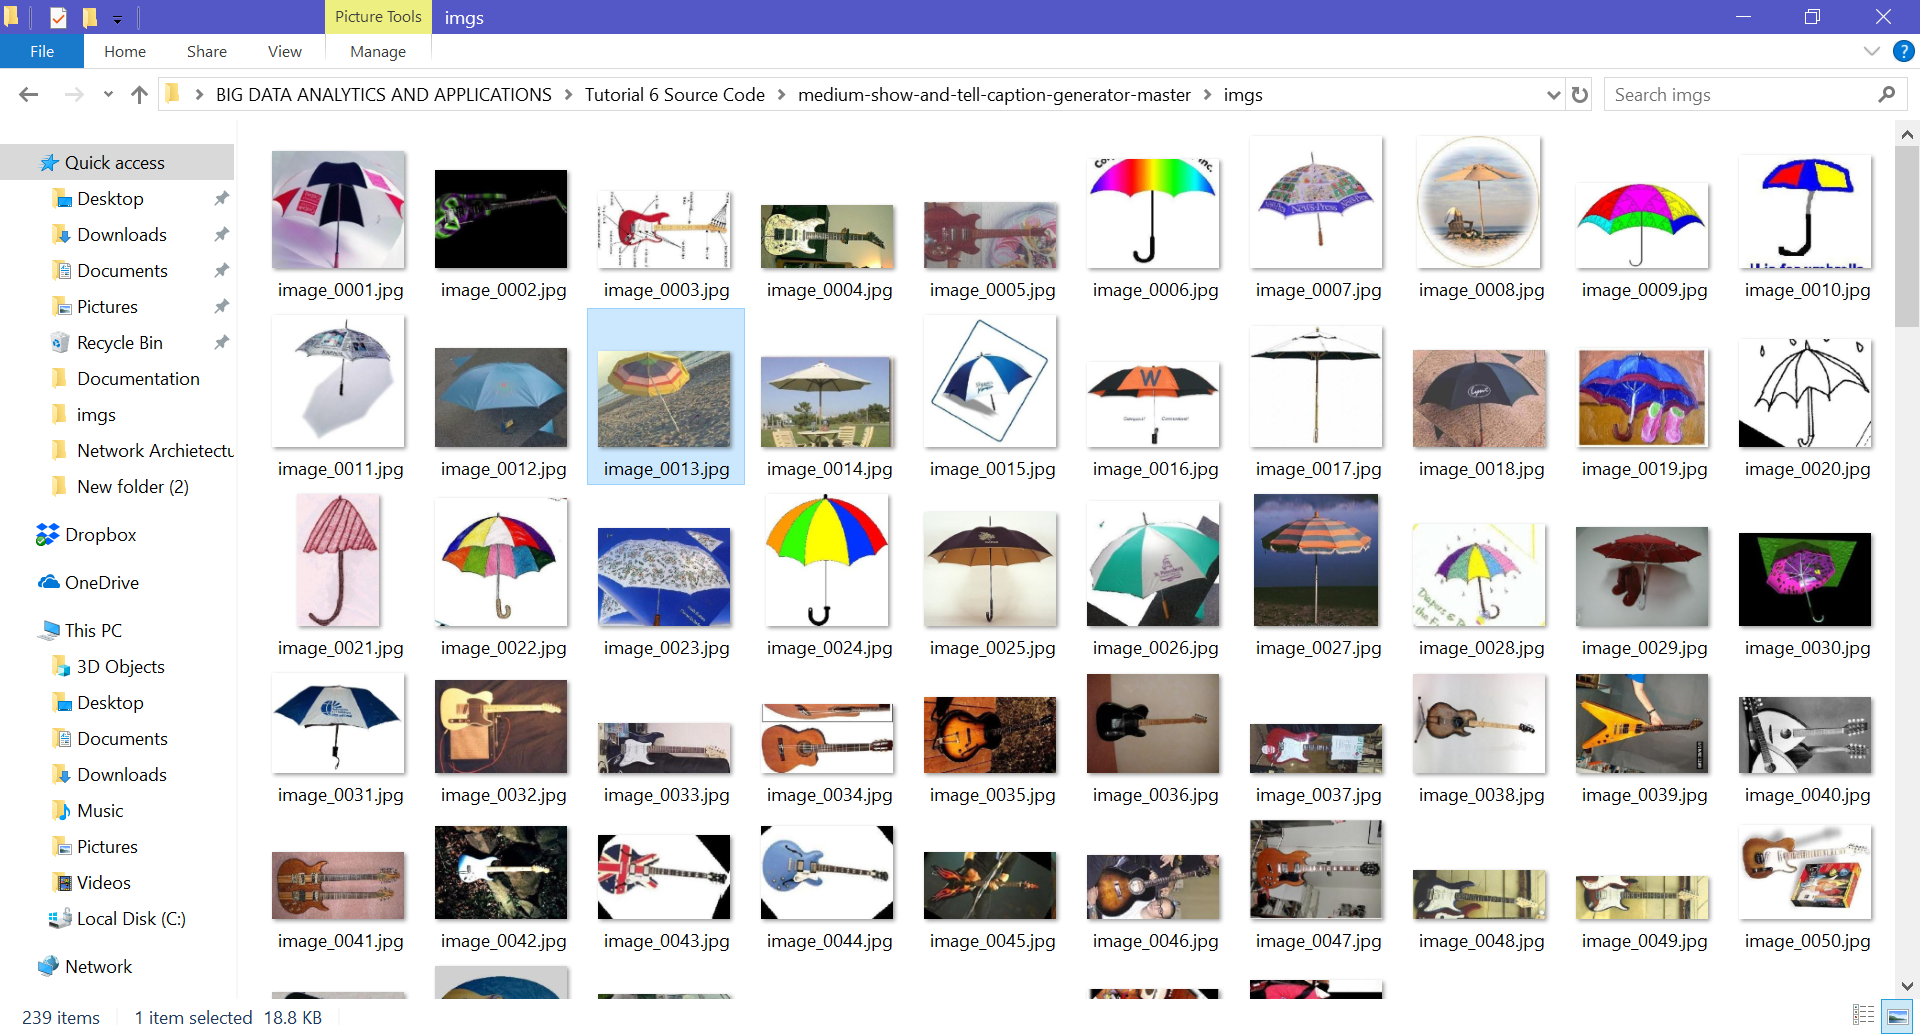 Picture Tools imgs
File Home Share View Manage
BIG DATA ANALYTICS AND APPLICATIONS Tutorial 6 Source Code medium-show-and-tell-caption-generator-master imgs Search imgs
Quick access
Desktop
Downloads
Documents
Pictures
Recycle Bin
Documentation
imgs
Network Archietectu
New folder (2)
Dropbox
OneDrive
This PC
3D Objects
Desktop
Documents
Downloads
Music
Pictures
Videos
Local Disk (C:)
Network
News-Press
image_0001.jpg image_0002.jpg image_0003.jpg image_0004.jpg image_0005.jpg image_0006.jpg image_0007.jpg image_0008.jpg image_0009.jpg image_0010.jpg
W
image_0011.jpg image_0012.jpg image_0013.jpg image_0014.jpg image_0015.jpg image_0016.jpg image_0017.jpg image_0018.jpg image_0019.jpg image_0020.jpg
image_0021.jpg image_0022.jpg image_0023.jpg image_0024.jpg image_0025.jpg image_0026.jpg image_0027.jpg image_0028.jpg image_0029.jpg image_0030.jpg
image_0031.jpg image_0032.jpg image_0033.jpg image_0034.jpg image_0035.jpg image_0036.jpg image_0037.jpg image_0038.jpg image_0039.jpg image_0040.jpg
image_0041.jpg image_0042.jpg image_0043.jpg image_0044.jpg image_0045.jpg image_0046.jpg image_0047.jpg image_0048.jpg image_0049.jpg image_0050.jpg
239 items 1 item selected 18.8 KB